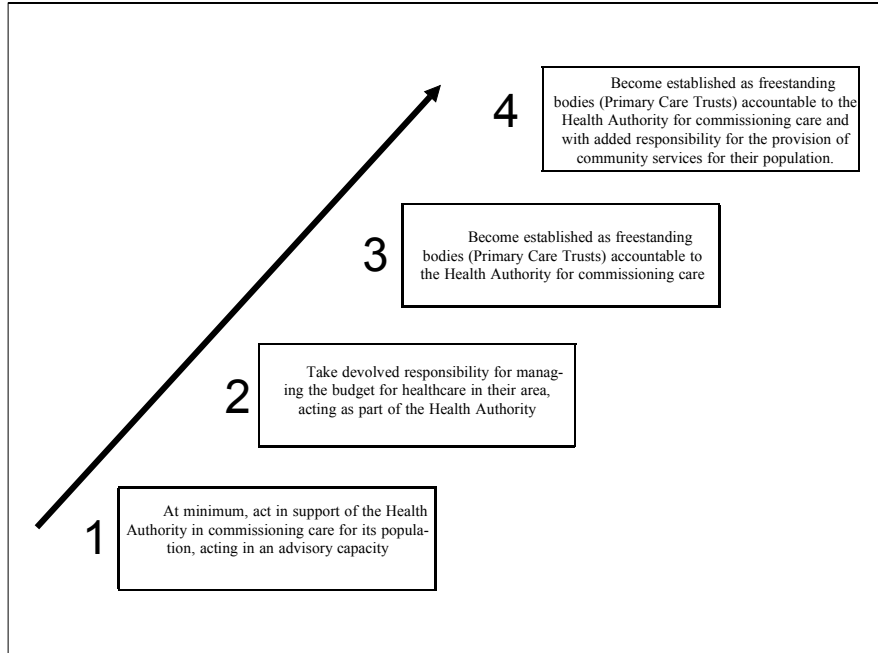 4
Become established as freestanding
bodies (Primary Care Trusts) accountable to the
Health Authority for commissioning care and
with added responsibility for the provision of
community services for their population.
3
Become established as freestanding
bodies (Primary Care Trusts) accountable to
the Health Authority for commissioning care
2
Take devolved responsibility for manag-
ing the budget for healthcare in their area,
acting as part of the Health Authority
1
At minimum, act in support of the Health
Authority in commissioning care for its popula-
tion, acting in an advisory capacity